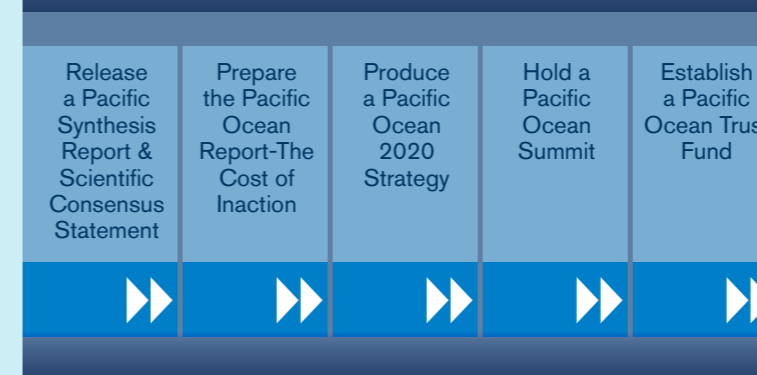 Release
a Pacific
Synthesis
Report &
Scientific
Consensus
Statement
Prepare
the Pacific
Ocean
Report-The
Cost of
Inaction
Produce
a Pacific
Ocean
2020
Strategy
Hold a
Pacific
Ocean
Summit
Establish
a Pacific
Ocean Trus
Fund